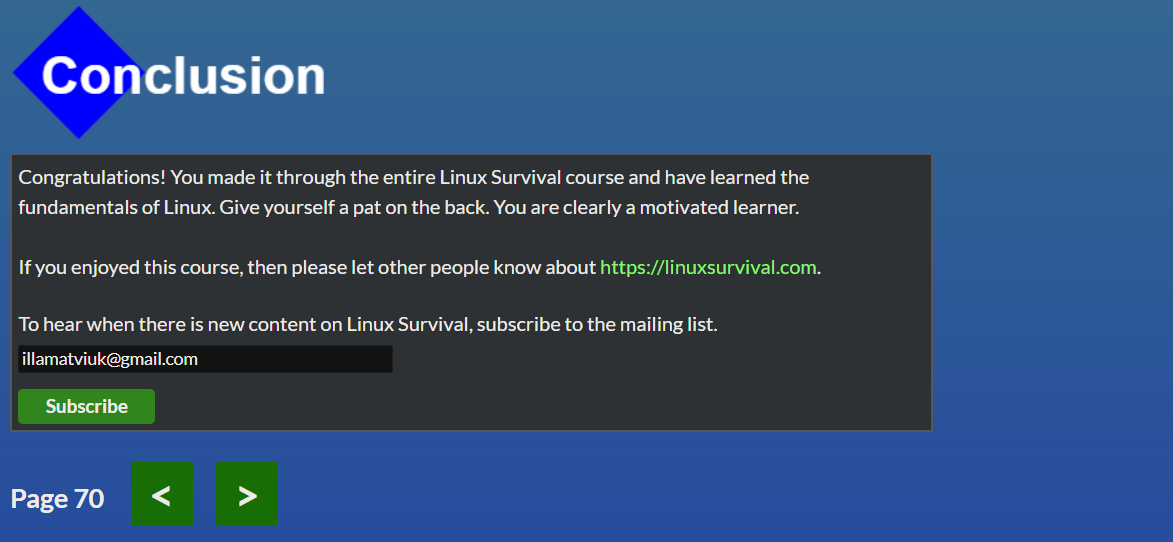 Conclusion
Congratulations! You made it through the entire Linux Survival course and have learned the
fundamentals of Linux. Give yourself a pat on the back. You are clearly a motivated learner.
If you enjoyed this course, then please let other people know about https://linuxsurvival.com.
To hear when there is new content on Linux Survival, subscribe to the mailing list.
illamatviuk@gmail.com
Subscribe
Page 70 < >